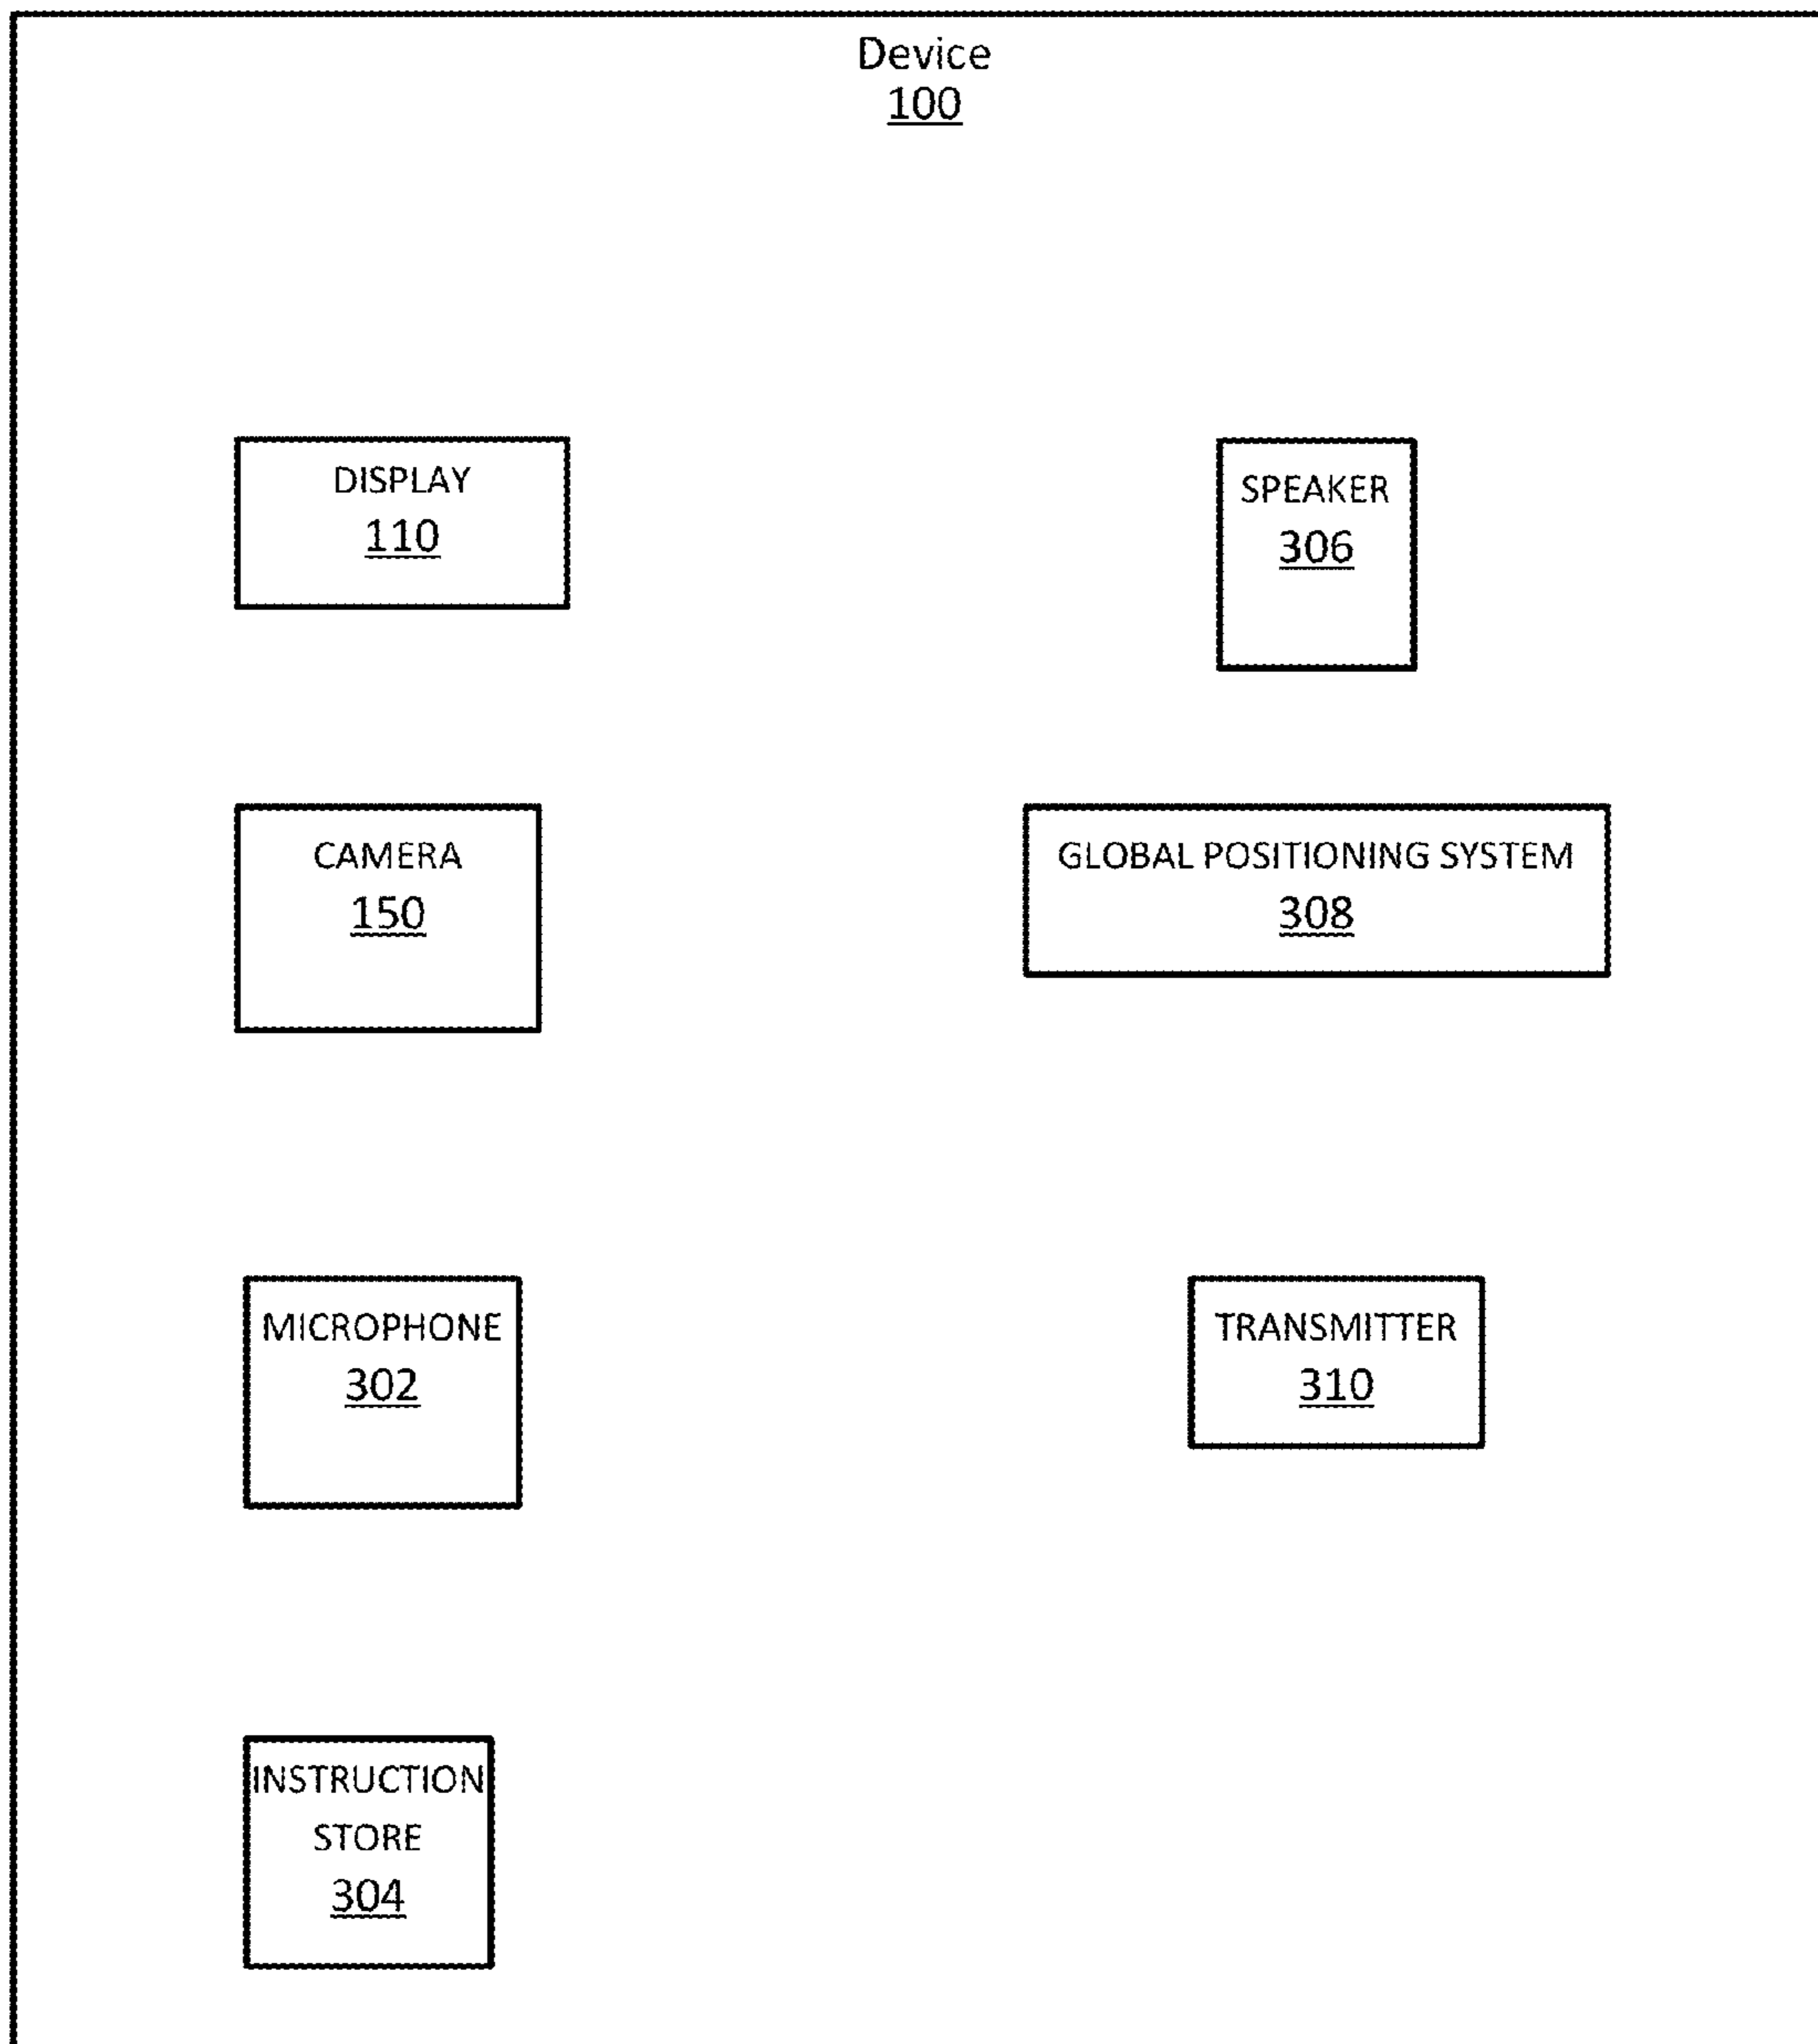 Device
100
DISPLAY
110
SPEAKER
306
CAMERA
150
GLOBAL POSITIONING SYSTEM
308
MICROPHONE
302
TRANSMITTER
310
INSTRUCTION
STORE
304